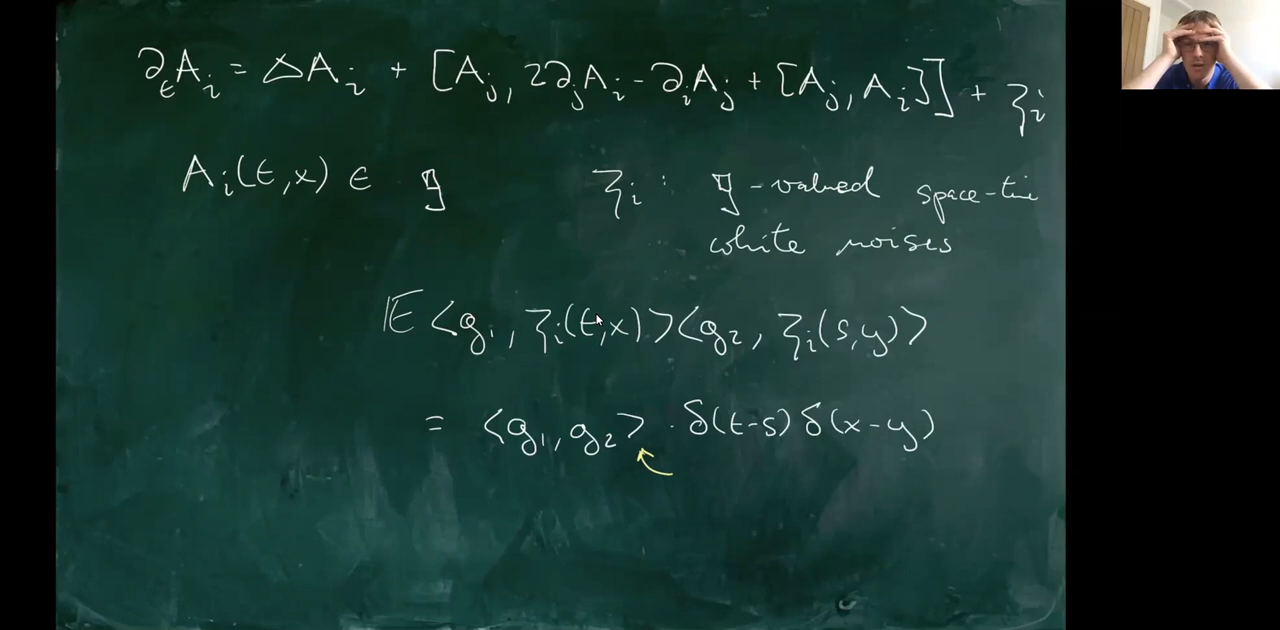 ∂_t A_i = ΔA_i + [A_j, 2∂_j A_i - ∂_i A_j + [A_j, A_i]] + ξ_i
A_i(t,x) ∈ 𝔤 ξ_i : 𝔤-valued space-time
white noises
𝔼<g_1, ξ_i(t,x)><g_2, ξ_i(s,y)>
= <g_1, g_2> · δ(t-s) δ(x-y)